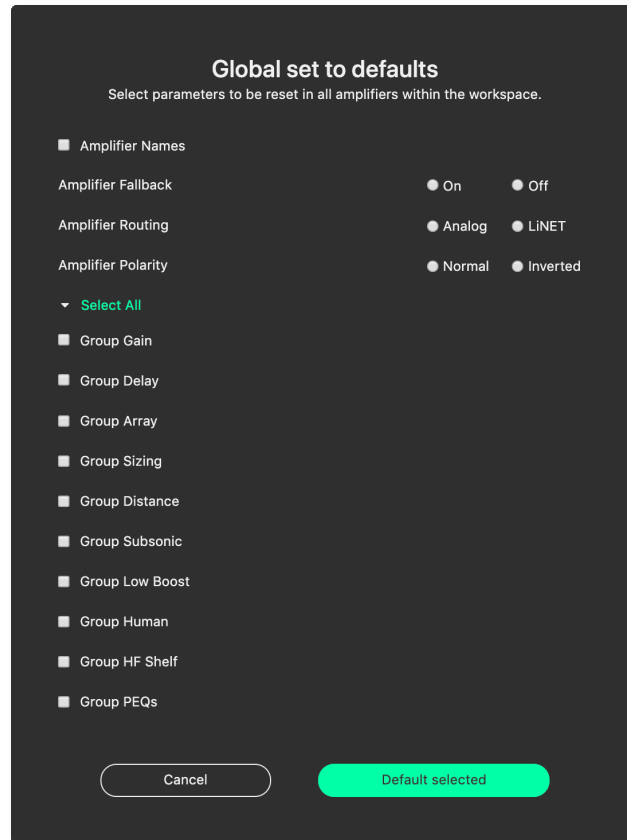 Global set to defaults
Select parameters to be reset in all amplifiers within the workspace.
Amplifier Names
Amplifier Fallback On Off
Amplifier Routing Analog LiNET
Amplifier Polarity Normal Inverted
Select All
Group Gain
Group Delay
Group Array
Group Sizing
Group Distance
Group Subsonic
Group Low Boost
Group Human
Group HF Shelf
Group PEQs
Cancel Default selected